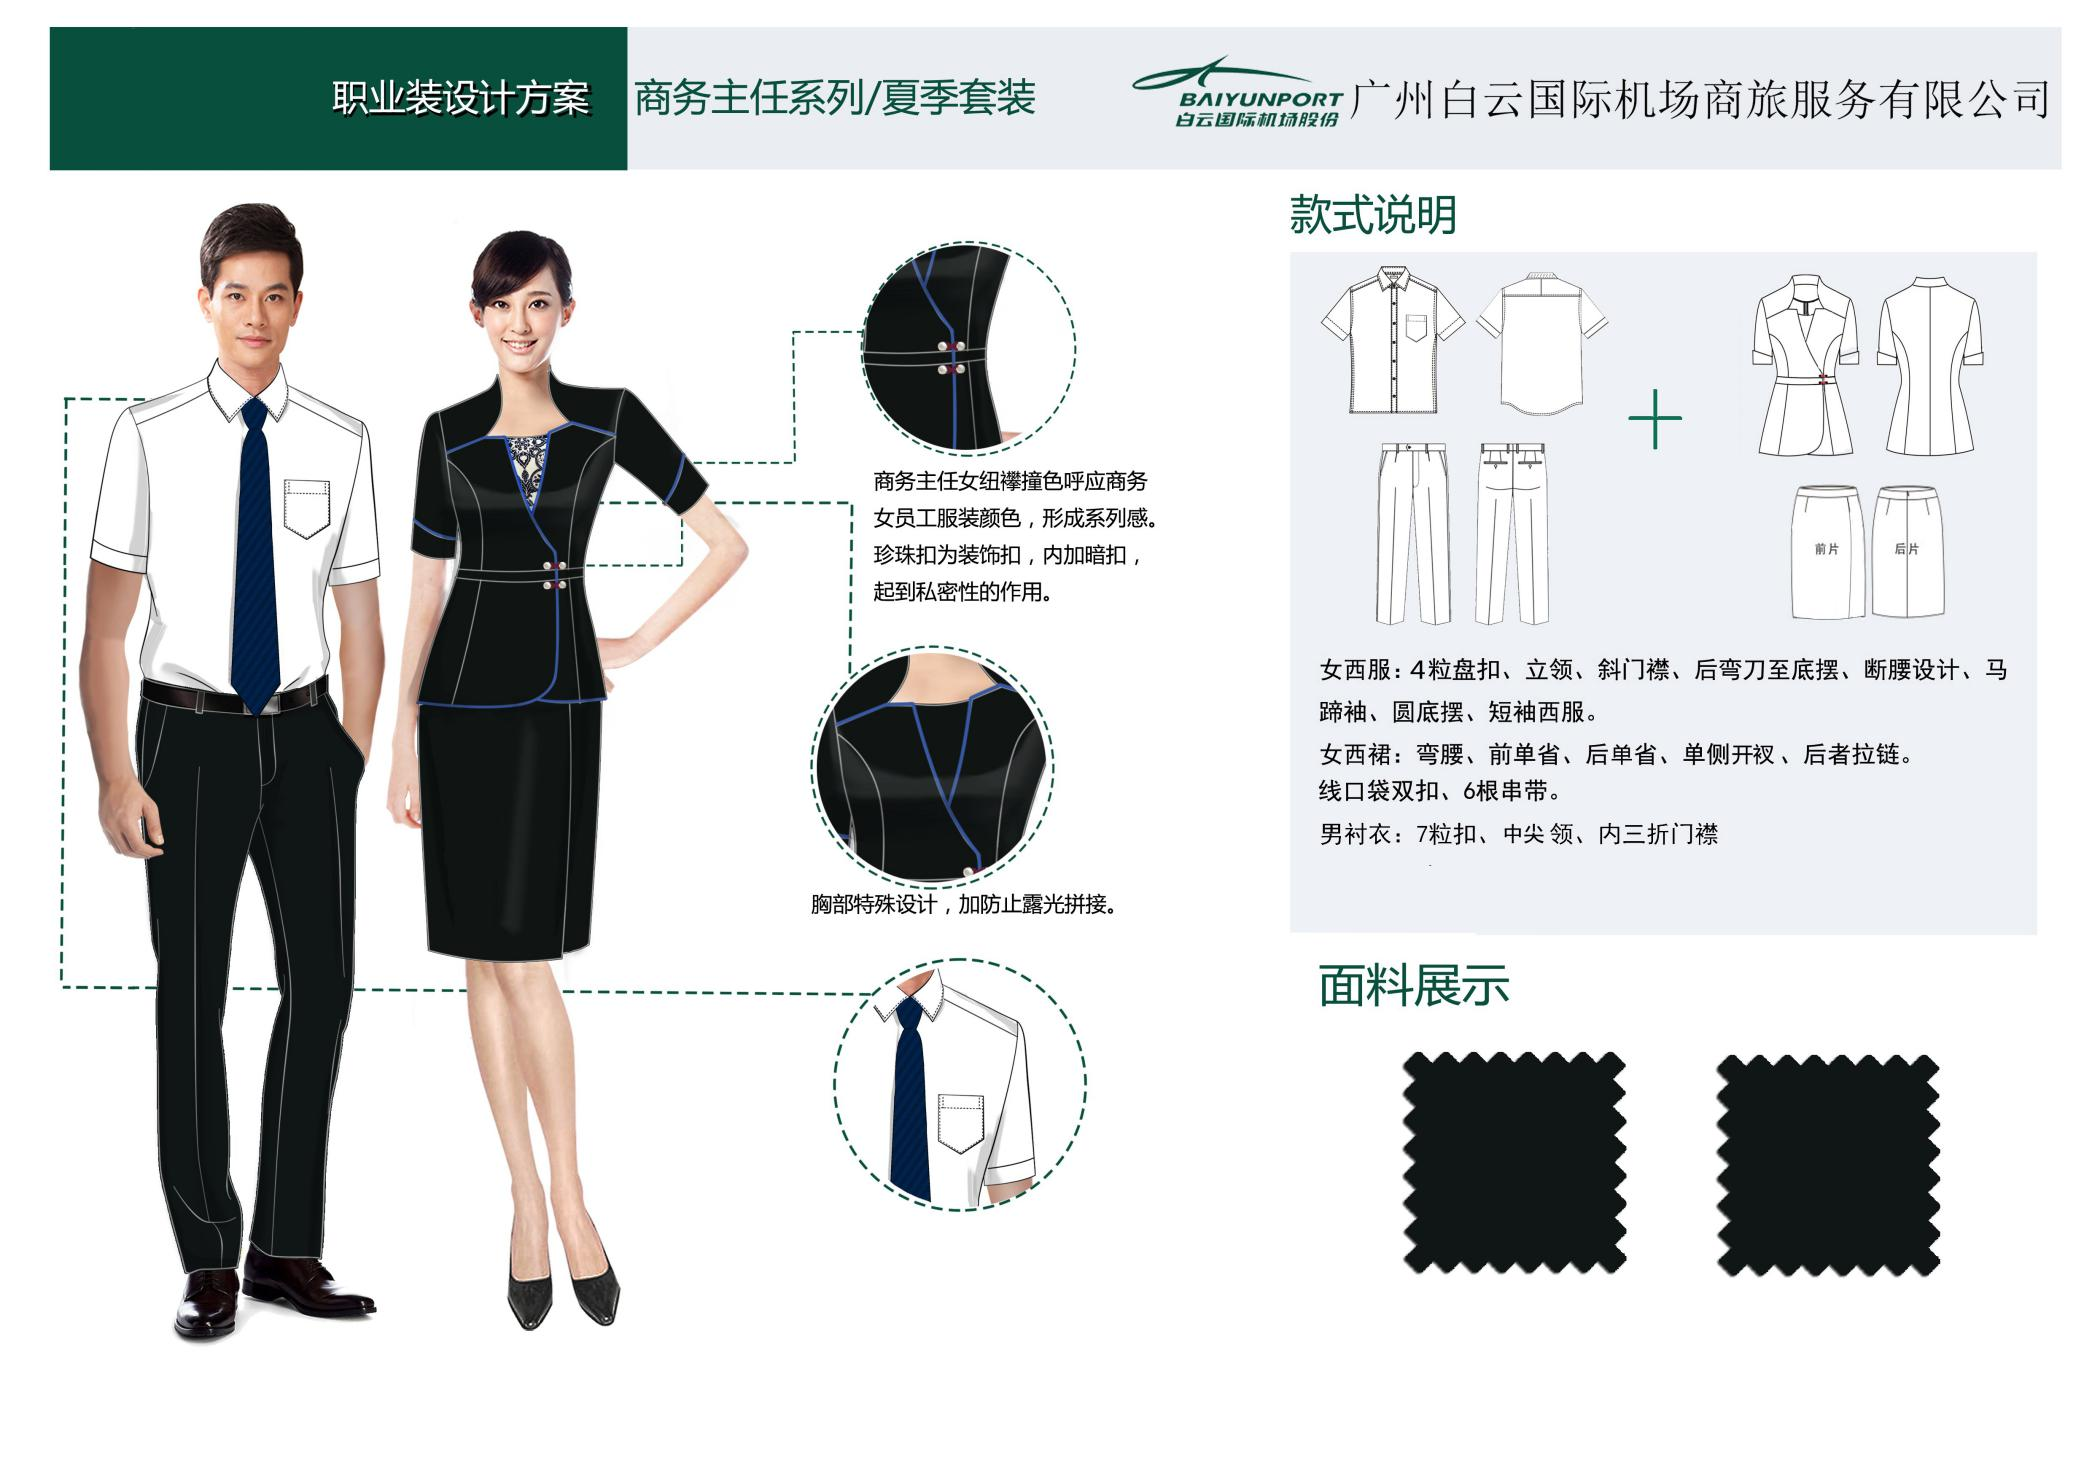 职业装设计方案
商务主任系列/夏季套装
BAIYUNPORT
白云国际机场股份
广州白云国际机场商旅服务有限公司
商务主任女纽襻撞色呼应商务
女员工服装颜色，形成系列感。
珍珠扣为装饰扣，内加暗扣，
起到私密性的作用。
胸部特殊设计，加防止露光拼接。
款式说明
前片
后片
女西服：4粒盘扣、立领、斜门襟、后弯刀至底摆、断腰设计、马
蹄袖、圆底摆、短袖西服。
女西裙：弯腰、前单省、后单省、单侧开衩、后者拉链。
线口袋双扣、6根串带。
男衬衣：7粒扣、中尖领、内三折门襟
面料展示